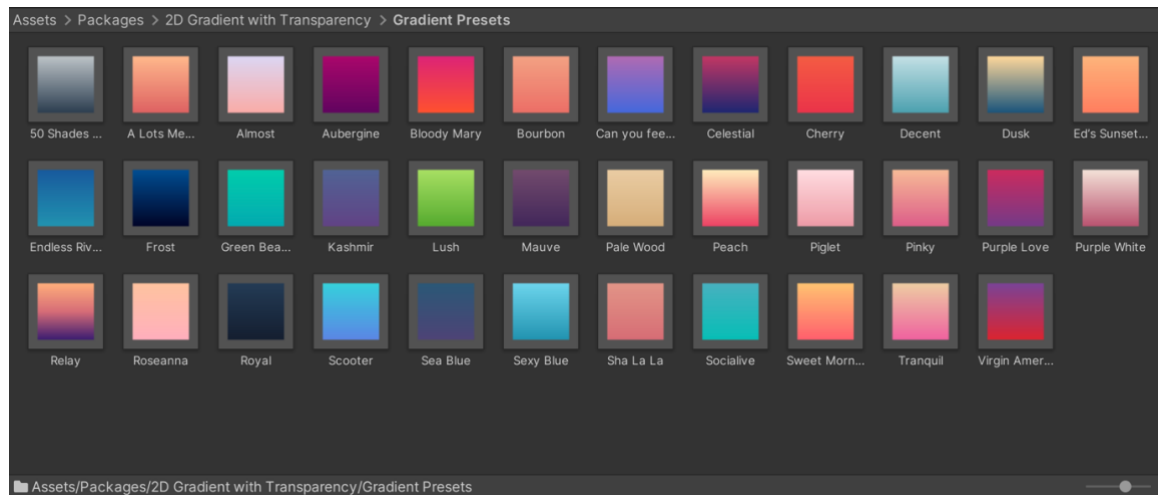 Assets > Packages > 2D Gradient with Transparency > Gradient Presets
50 Shades ... A Lots Me... Almost Aubergine Bloody Mary Bourbon Can you fee... Celestial Cherry Decent Dusk Ed's Sunset...
Endless Riv... Frost Green Bea... Kashmir Lush Mauve Pale Wood Peach Piglet Pinky Purple Love Purple White
Relay Roseanna Royal Scooter Sea Blue Sexy Blue Sha La La Socialive Sweet Morn... Tranquil Virgin Amer...
Assets/Packages/2D Gradient with Transparency/Gradient Presets